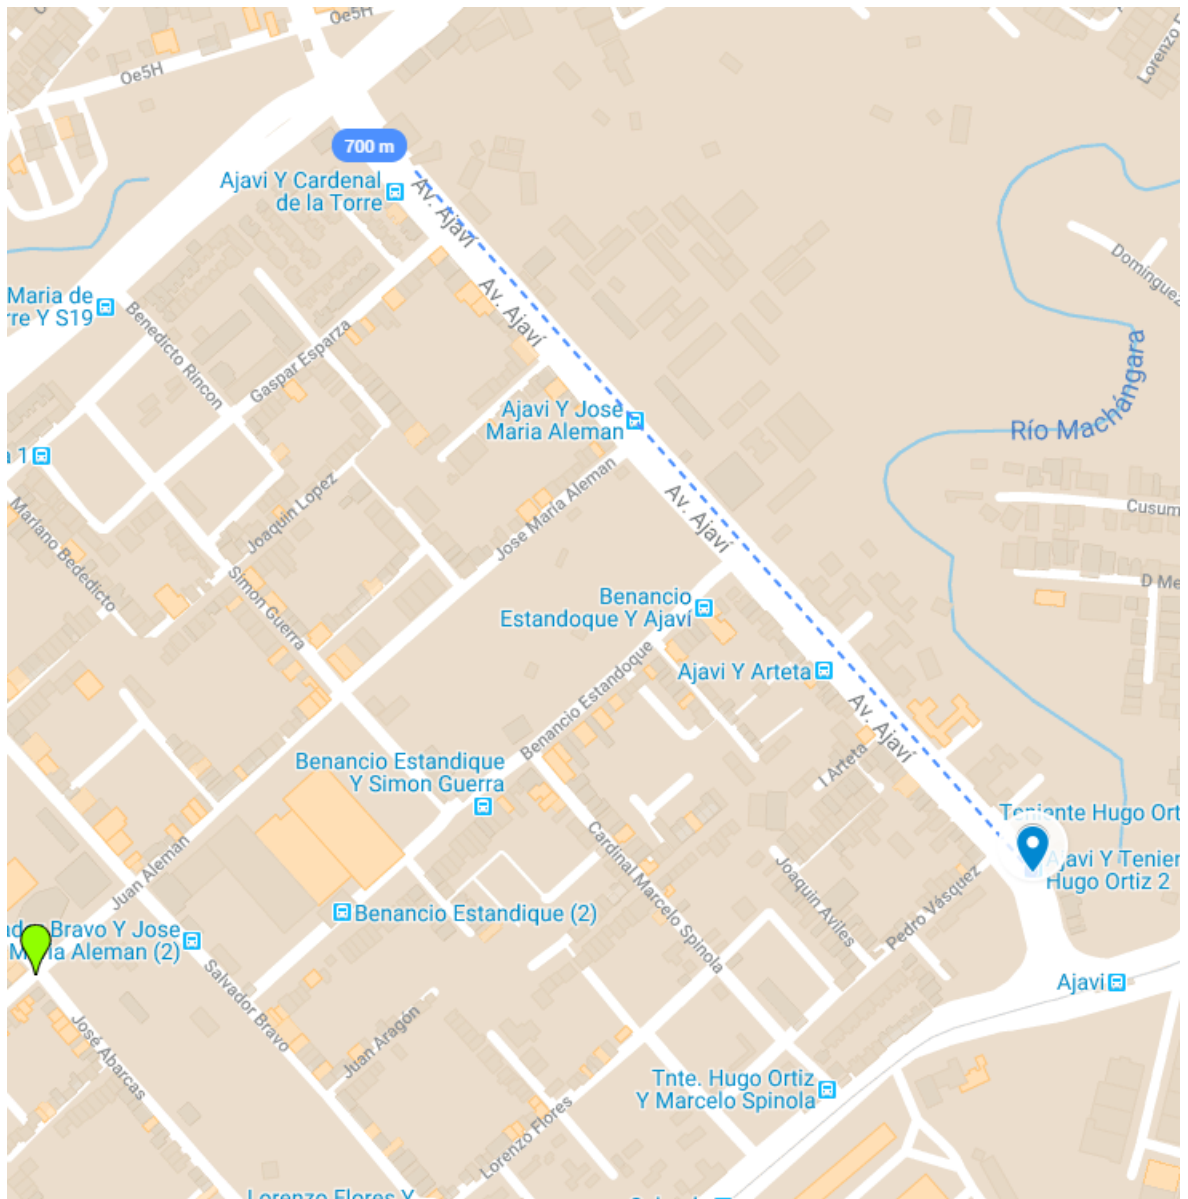 Oe5H
Oe5H
Lorenzo F
700 m
Ajavi Y Cardenal
de la Torre
Av. Ajaví
Dominguez
Av. Ajaví
Maria de
rre Y S19
Benedicto Rincon
Gaspar Esparza
Río Machángara
Ajavi Y Jose
Maria Aleman
a 1
Mariano Bededicto
Joaquin Lopez
Jose Maria Aleman
Av. Ajaví
Cusum
D Me
Simon Guerra
Benancio
Estandoque Y Ajaví
Ajavi Y Arteta
Benancio Estandoque
Av. Ajaví
I Arteta
Benancio Estandique
Y Simon Guerra
Teniente Hugo Ort
Juan Aleman
Cardinal Marcelo Spinola
Joaquin Aviles
Pedro Vásquez
Ajavi Y Tenier
Hugo Ortiz 2
Benancio Estandique (2)
Bravo Y Jose
Maria Aleman (2)
Salvador Bravo
Ajavi
José Abarcas
Juan Aragón
Tnte. Hugo Ortiz
Y Marcelo Spinola
Lorenzo Flores
Lorenzo Flores Y